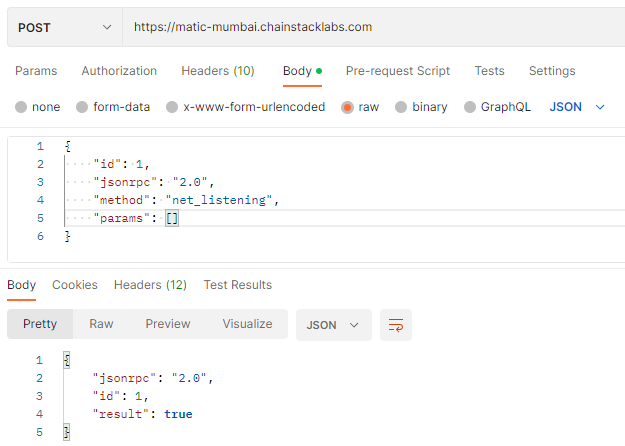 POST https://matic-mumbai.chainstacklabs.com
Params Authorization Headers (10) Body Pre-request Script Tests Settings
none form-data x-www-form-urlencoded raw binary GraphQL JSON
1 {
2 ····"id":·1,
3 ····"jsonrpc":·"2.0",
4 ····"method":·"net_listening",
5 ····"params":·[]
6 }
Body Cookies Headers (12) Test Results
Pretty Raw Preview Visualize JSON
1 {
2 "jsonrpc": "2.0",
3 "id": 1,
4 "result": true
5 }